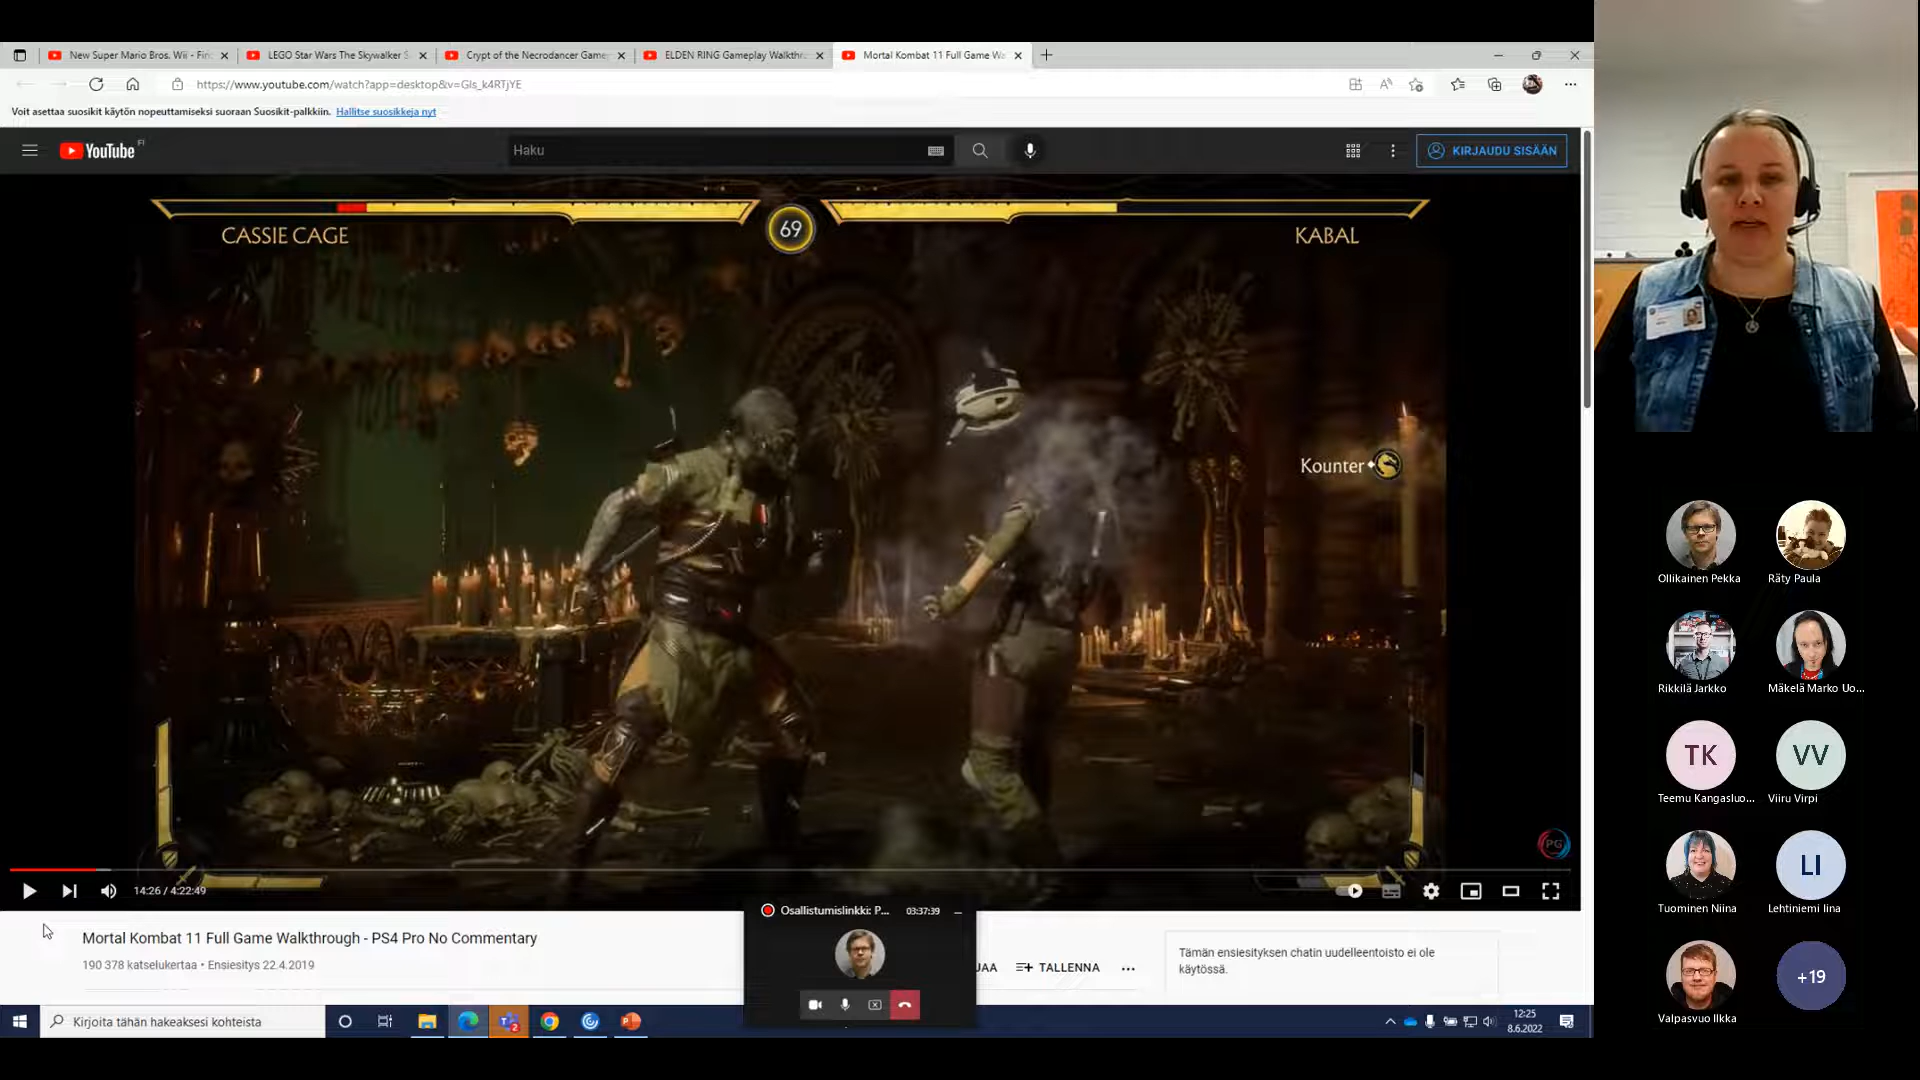 New Super Mario Bros. Wii - Fin
LEGO Star Wars The Skywalker S
Crypt of the Necrodancer Game
ELDEN RING Gameplay Walkthr
Mortal Kombat 11 Full Game Wa
https://www.youtube.com/watch?app=desktop&v=Gls_k4RTjYE
Voit asettaa suosikit käytön nopeuttamiseksi suoraan Suosikit-palkkiin. Hallitse suosikkeja nyt
YouTube FI
Haku
KIRJAUDU SISÄÄN
69
CASSIE CAGE
KABAL
Kounter
PG
14:26 / 4:22:49
Osallistumislinkki: P... 03:37:39
Mortal Kombat 11 Full Game Walkthrough - PS4 Pro No Commentary
190 378 katselukertaa • Ensiesitys 22.4.2019
JAA
TALLENNA
Tämän ensiesityksen chatin uudelleentoisto ei ole
käytössä.
Kirjoita tähän hakeaksesi kohteista
12:25
8.6.2022
Ollikainen Pekka
Räty Paula
Rikkilä Jarkko
Mäkelä Marko Uo...
TK
VV
Teemu Kangasluo...
Viiru Virpi
LI
Tuominen Niina
Lehtiniemi Iina
+19
Valpasvuo Ilkka